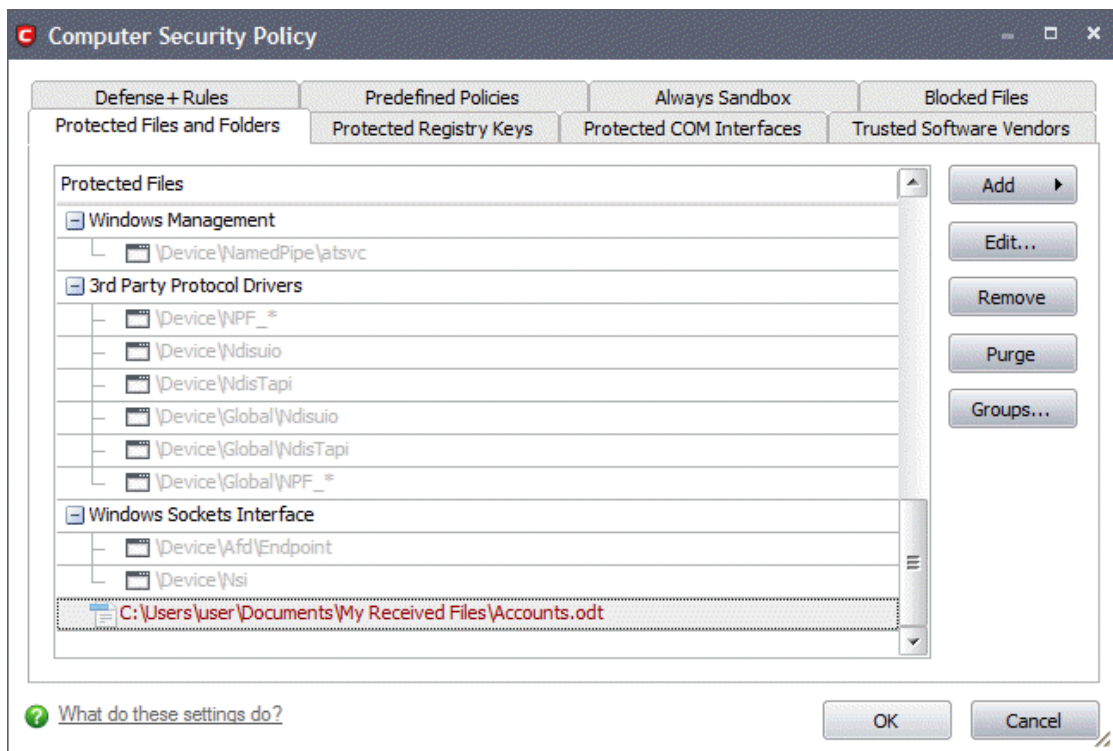 Computer Security Policy
Defense+ Rules
Predefined Policies
Always Sandbox
Blocked Files
Protected Files and Folders
Protected Registry Keys
Protected COM Interfaces
Trusted Software Vendors
Protected Files
Windows Management
\Device\NamedPipe\atsvc
3rd Party Protocol Drivers
\Device\NPF_*
\Device\Ndisuio
\Device\NdisTapi
\Device\Global\Ndisuio
\Device\Global\NdisTapi
\Device\Global\NPF_*
Windows Sockets Interface
\Device\Afd\Endpoint
\Device\Nsi
C:\Users\user\Documents\My Received Files\Accounts.odt
Add
Edit...
Remove
Purge
Groups...
What do these settings do?
OK
Cancel